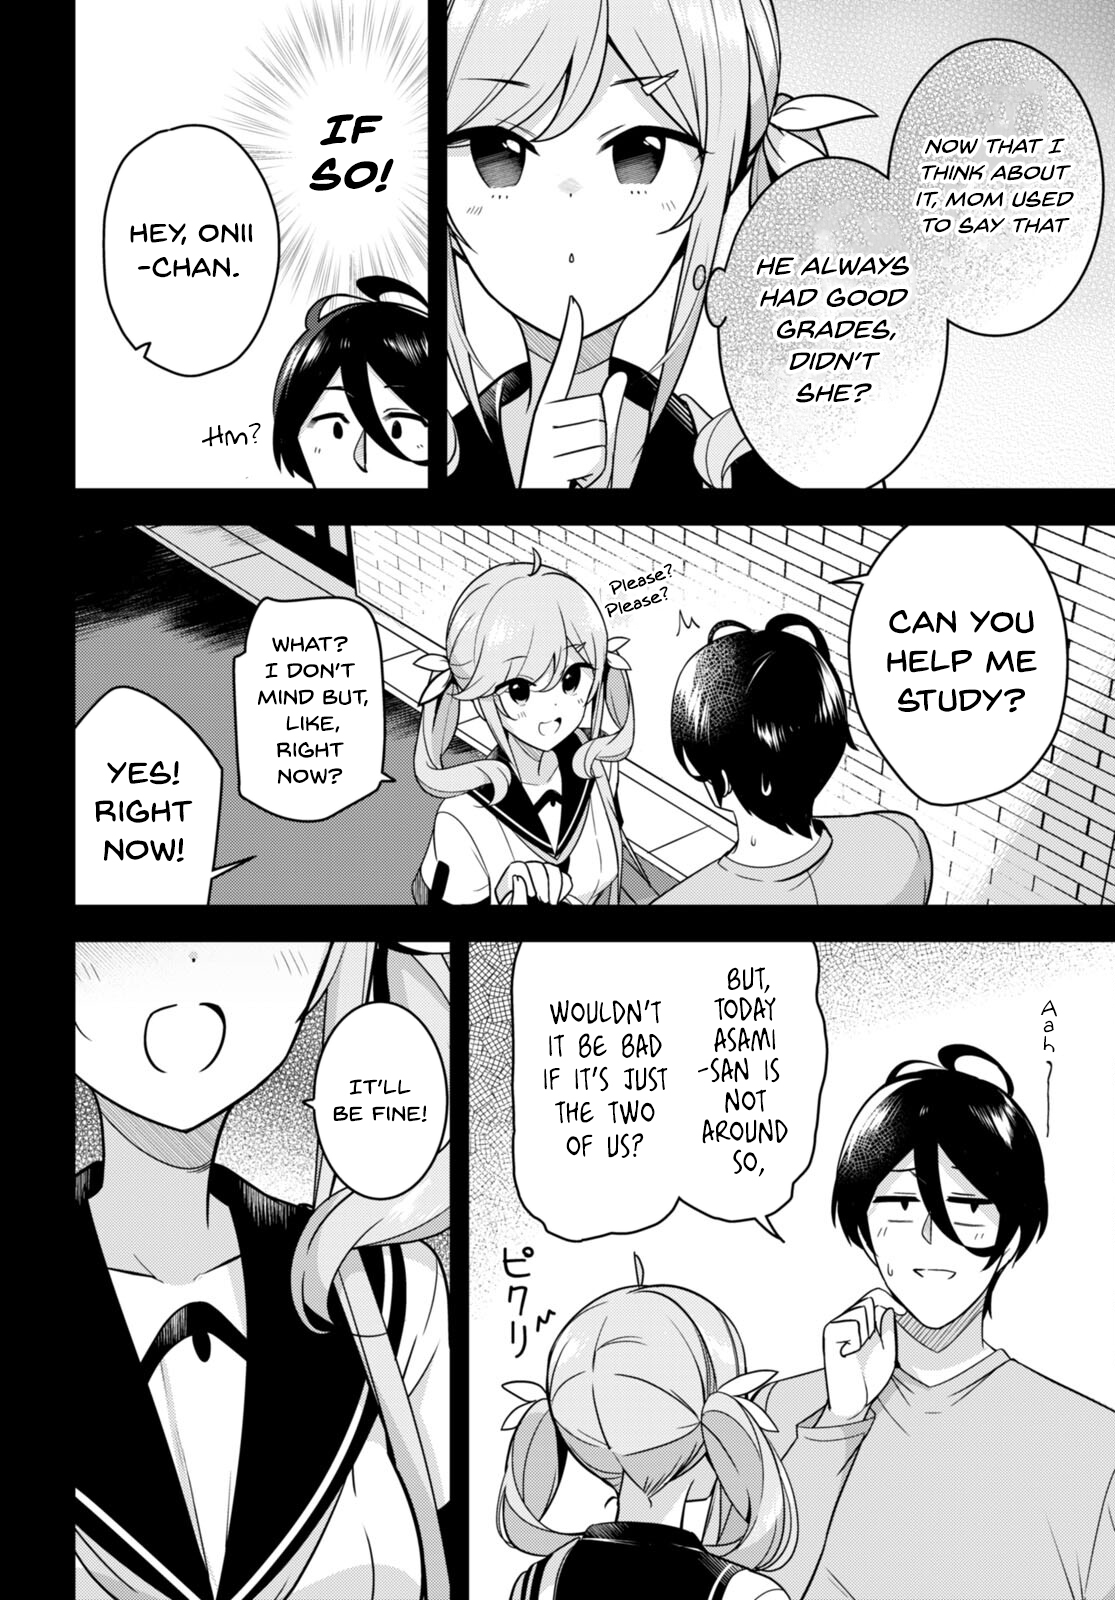 NOW THAT I
THINK ABOUT
IT, MOM USED
TO SAY THAT
HE ALWAYS
HAD GOOD
GRADES,
DIDN'T
SHE?
IF
SO!
HEY, ONII
-CHAN.
Hm?
CAN YOU
HELP ME
STUDY?
Please?
Please?
WHAT?
I DON'T
MIND BUT,
LIKE,
RIGHT
NOW?
YES!
RIGHT
NOW!
Aah
BUT,
TODAY
ASAMI
-SAN IS
NOT
AROUND
SO,
WOULDN'T
IT BE BAD
IF IT'S JUST
THE TWO
OF US?
ピクリ
IT'LL
BE FINE!